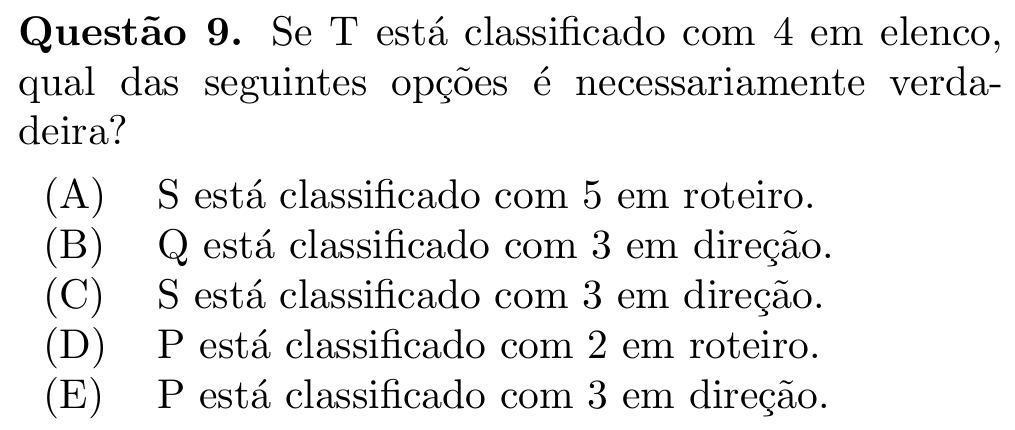 Questão 9. Se T está classificado com 4 em elenco,
qual das seguintes opções é necessariamente verda-
deira?
(A) S está classificado com 5 em roteiro.
(B) Q está classificado com 3 em direção.
(C) S está classificado com 3 em direção.
(D) P está classificado com 2 em roteiro.
(E) P está classificado com 3 em direção.